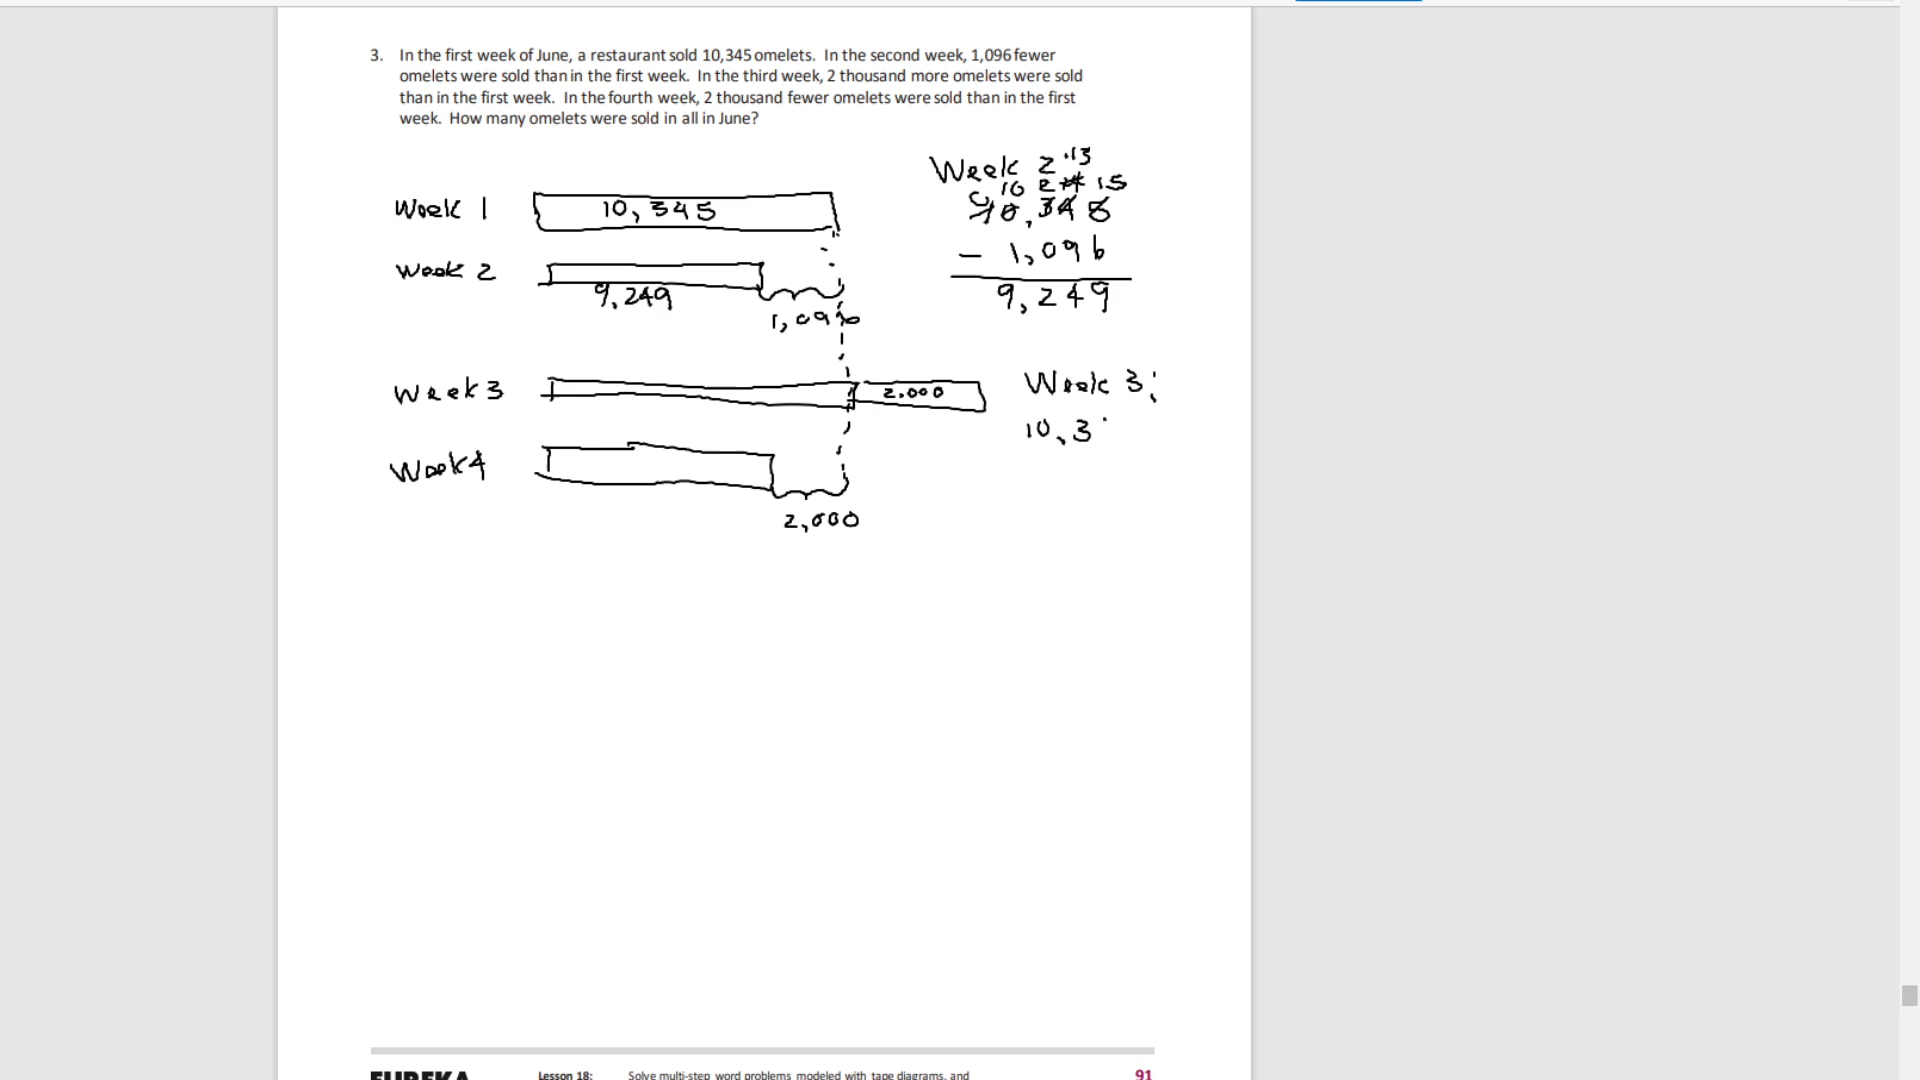 3. In the first week of June, a restaurant sold 10,345 omelets. In the second week, 1,096 fewer
omelets were sold than in the first week. In the third week, 2 thousand more omelets were sold
than in the first week. In the fourth week, 2 thousand fewer omelets were sold than in the first
week. How many omelets were sold in all in June?
Week 1
10,345
Week 2
9,249
1,096
Week 3
2,000
Week 4
2,000
Week 2
13
10 2 14 15
10,345
- 1,096
9,249
Week 3:
10,3
Lesson 18: Solve multi-step word problems modeled with tape diagrams, and
91